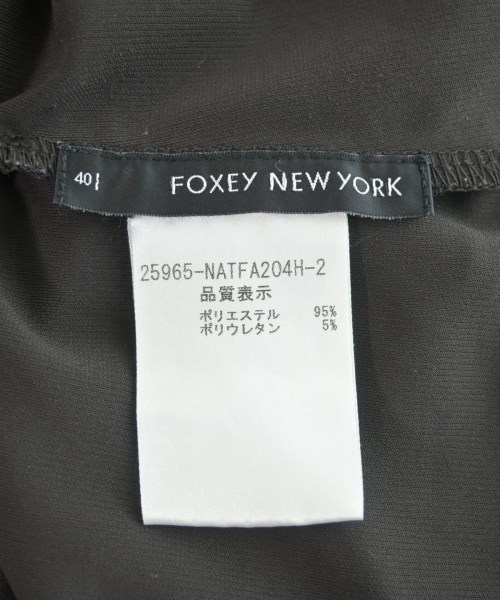 40
FOXEY NEW YORK
25965-NATFA204H-2
品質表示
ポリエステル 95%
ポリウレタン 5%